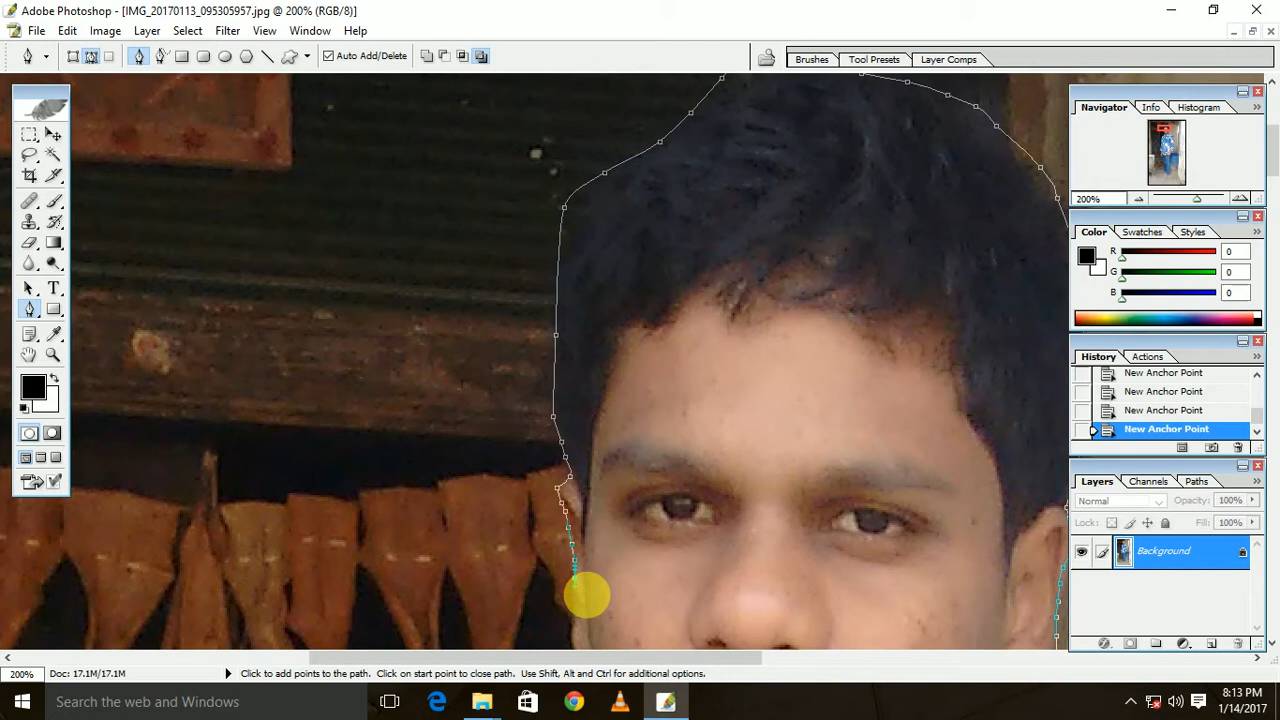 Adobe Photoshop - [IMG_20170113_095305957.jpg @ 200% (RGB/8)]
File Edit Image Layer Select Filter View Window Help
Auto Add/Delete
Brushes Tool Presets Layer Comps
Navigator Info Histogram
200%
Color Swatches Styles
R 0
G 0
B 0
History Actions
New Anchor Point
New Anchor Point
New Anchor Point
New Anchor Point
Layers Channels Paths
Normal Opacity: 100%
Lock: Fill: 100%
Background
200% Doc: 17.1M/17.1M Click to add points to the path. Click on start point to close path. Use Shift, Alt and Ctrl for additional options.
Search the web and Windows
8:13 PM
1/14/2017